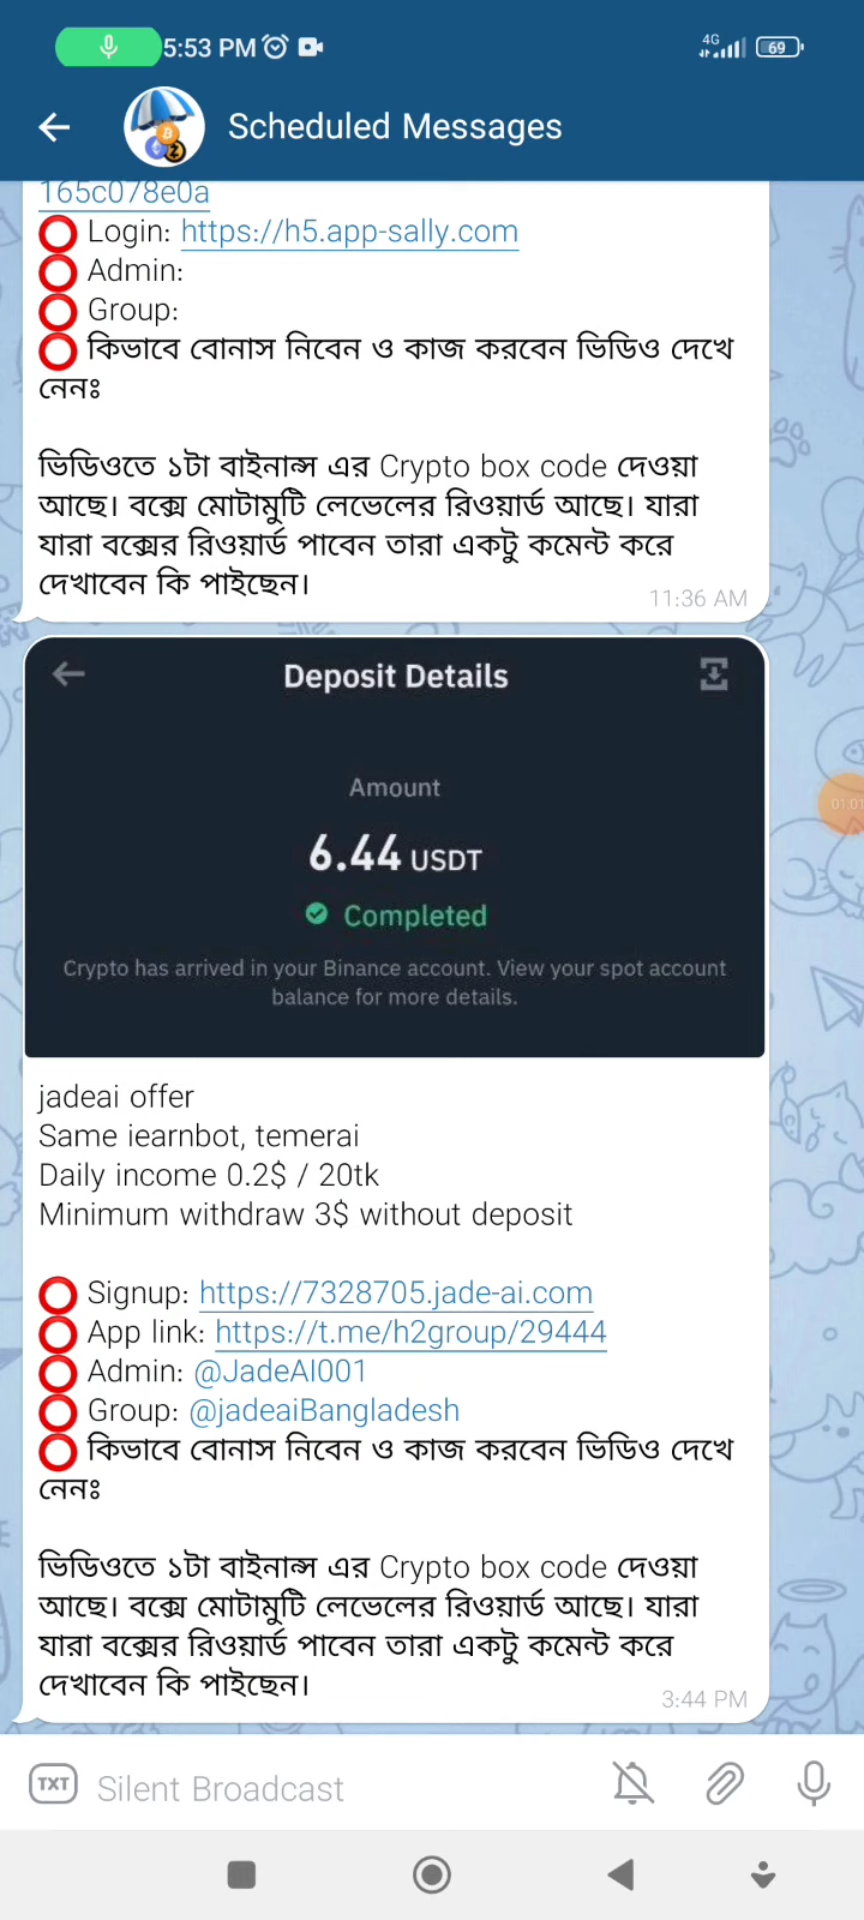 5:53 PM
4G
69
Scheduled Messages
165c078e0a
Login: https://h5.app-sally.com
Admin:
Group:
কিভাবে বোনাস নিবেন ও কাজ করবেন ভিডিও দেখে
নেনঃ
ভিডিওতে ১টা বাইনান্স এর Crypto box code দেওয়া
আছে। বক্সে মোটামুটি লেভেলের রিওয়ার্ড আছে। যারা
যারা বক্সের রিওয়ার্ড পাবেন তারা একটু কমেন্ট করে
দেখাবেন কি পাইছেন।
11:36 AM
Deposit Details
Amount
6.44 USDT
Completed
Crypto has arrived in your Binance account. View your spot account
balance for more details.
01:01
jadeai offer
Same iearnbot, temerai
Daily income 0.2$ / 20tk
Minimum withdraw 3$ without deposit
Signup: https://7328705.jade-ai.com
App link: https://t.me/h2group/29444
Admin: @JadeAI001
Group: @jadeaiBangladesh
কিভাবে বোনাস নিবেন ও কাজ করবেন ভিডিও দেখে
নেনঃ
ভিডিওতে ১টা বাইনান্স এর Crypto box code দেওয়া
আছে। বক্সে মোটামুটি লেভেলের রিওয়ার্ড আছে। যারা
যারা বক্সের রিওয়ার্ড পাবেন তারা একটু কমেন্ট করে
দেখাবেন কি পাইছেন।
3:44 PM
TXT Silent Broadcast